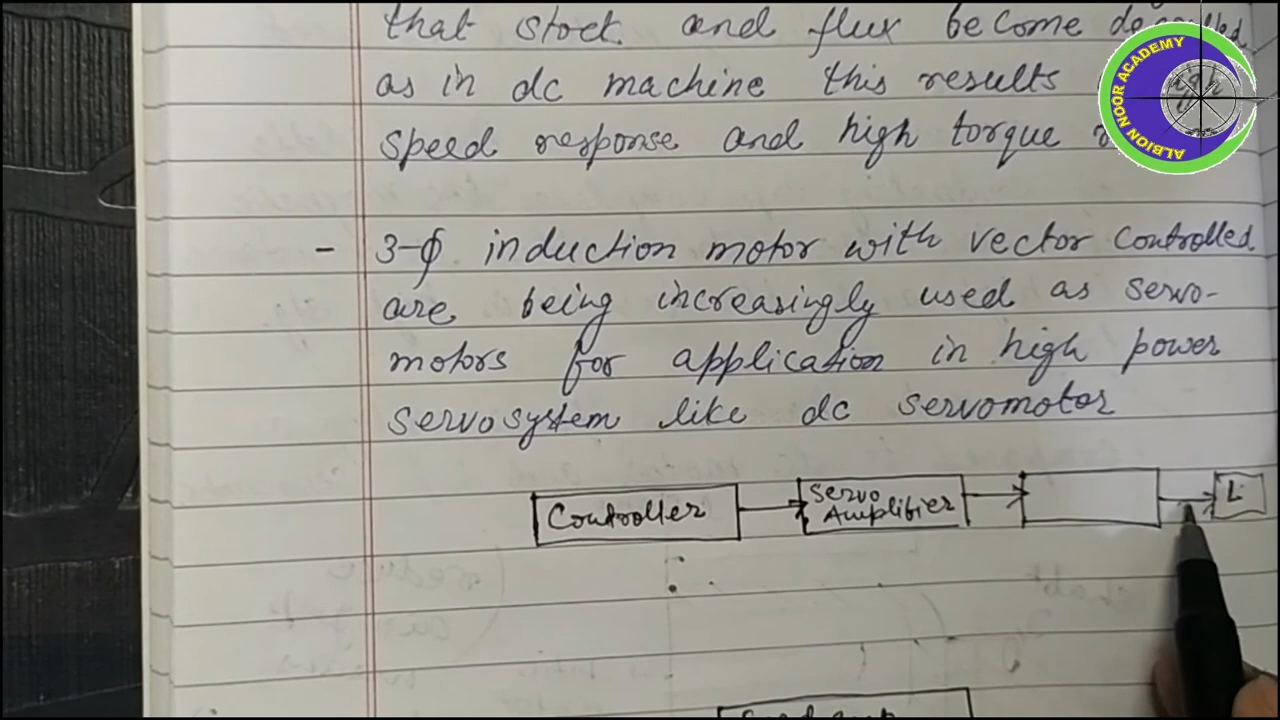 that stoct and flux become
as in dc machine this results
speed response and high torque
- 3-ϕ induction motor with vector controlled
are being increasingly used as servo-
motors for application in high power
servosystem like dc servomotor
Controller
Servo
Amplifier
L
ALBION NOOR ACADEMY